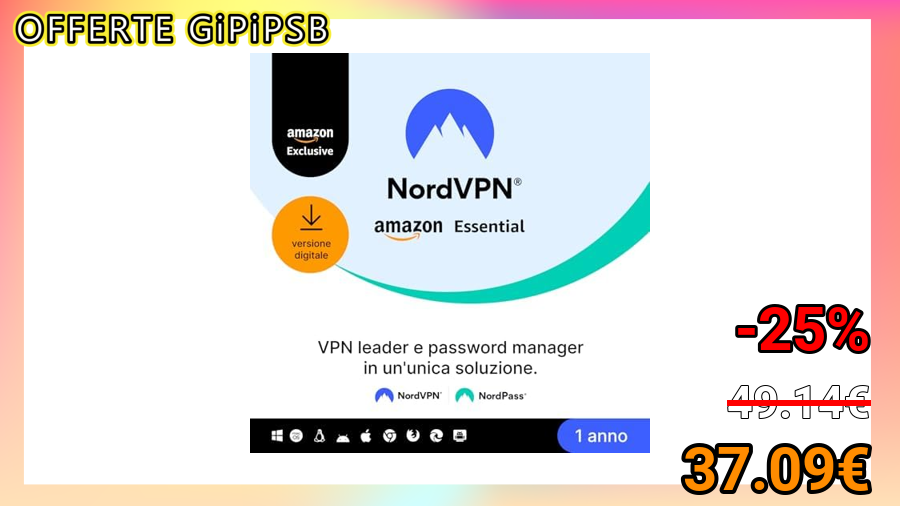 OFFERTE GiPiPSB
amazon
Exclusive
versione
digitale
NordVPN®
amazon Essential
VPN leader e password manager
in un'unica soluzione.
NordVPN® NordPass®
1 anno
-25%
49.14€
37.09€